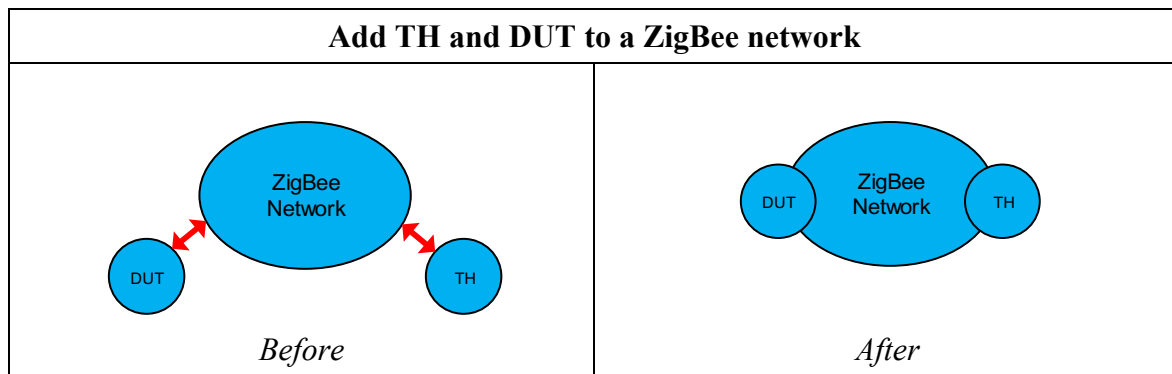 Add TH and DUT to a ZigBee network
ZigBee
Network
DUT
TH
Before
ZigBee
Network
DUT
TH
After